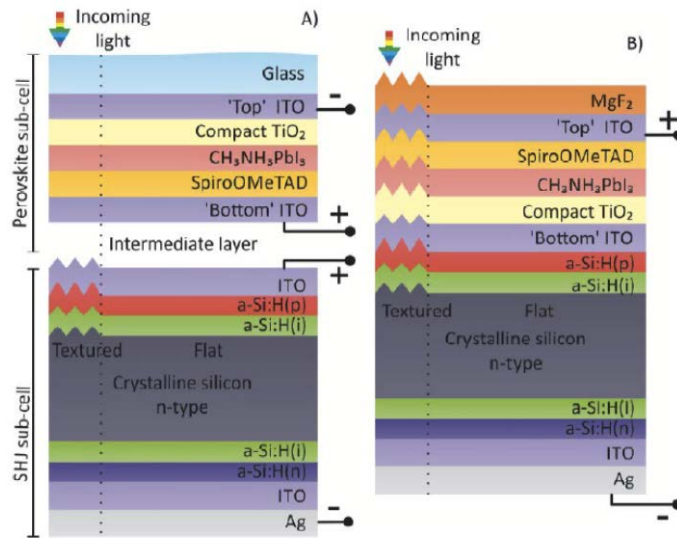 Incoming
light
A)
Glass
-
'Top' ITO
Compact TiO₂
CH₃NH₃PbI₃
SpiroOMeTAD
'Bottom' ITO
+
Intermediate layer
+
ITO
a-Si:H(p)
a-Si:H(i)
Textured Flat
Crystalline silicon
n-type
a-Si:H(i)
a-Si:H(n)
ITO
Ag
-
Perovskite sub-cell
SHJ sub-cell
Incoming
light
B)
MgF₂
+
'Top' ITO
SpiroOMeTAD
CH₃NH₃PbI₃
Compact TiO₂
'Bottom' ITO
a-Si:H(p)
a-Si:H(i)
Textured Flat
Crystalline silicon
n-type
a-Si:H(I)
a-Si:H(n)
ITO
Ag
-